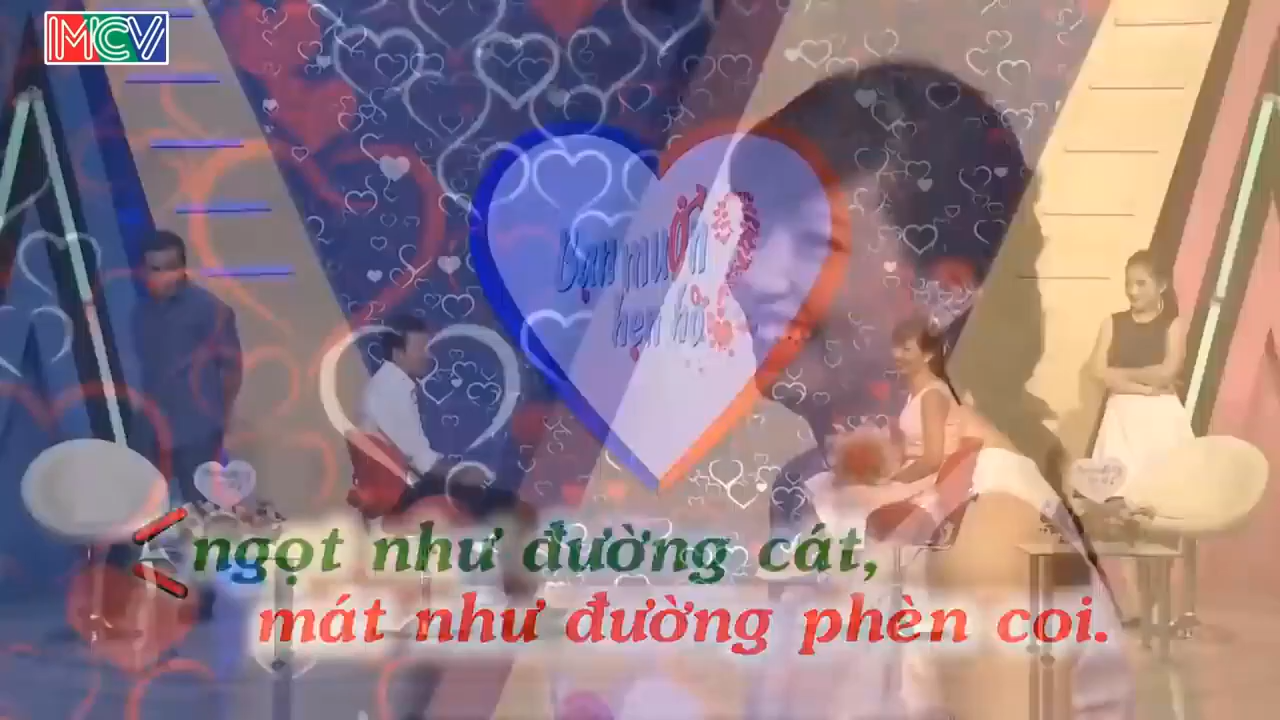 MCV
bạn muốn
hẹn hò
ngọt như đường cát,
mát như đường phèn coi.